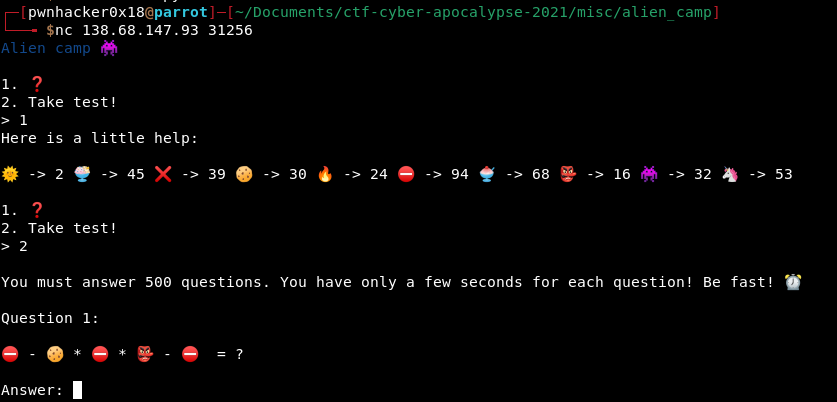 ┌─[pwnhacker0x18@parrot]─[~/Documents/ctf-cyber-apocalypse-2021/misc/alien_camp]
└──╼ $nc 138.68.147.93 31256
Alien camp 👾
1. ❓
2. Take test!
> 1
Here is a little help:
🌞 -> 2 🍨 -> 45 ❌ -> 39 🍪 -> 30 🔥 -> 24 ⛔ -> 94 🍧 -> 68 👺 -> 16 👾 -> 32 🦄 -> 53
1. ❓
2. Take test!
> 2
You must answer 500 questions. You have only a few seconds for each question! Be fast! ⏰
Question 1:
⛔ - 🍪 * ⛔ * 👺 - ⛔  = ?
Answer: